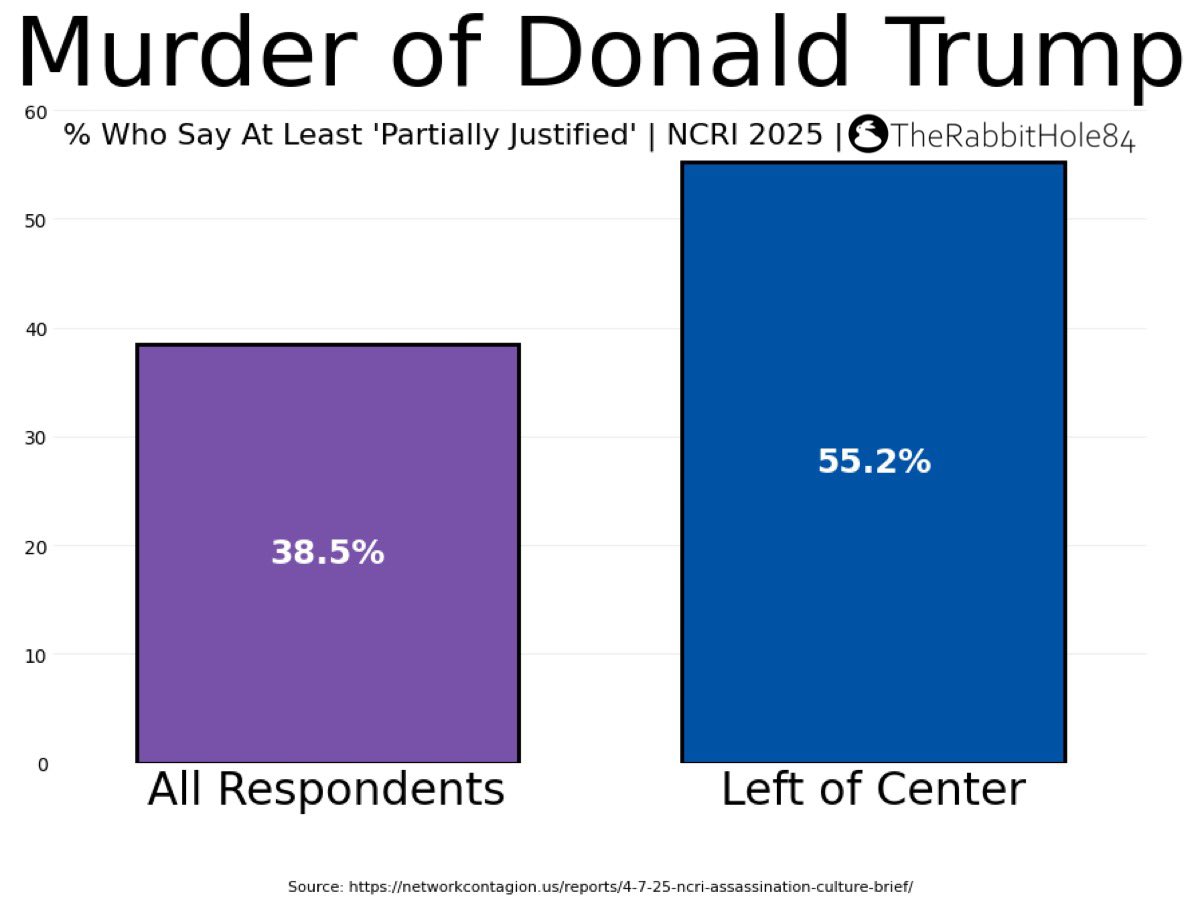 Murder of Donald Trump
% Who Say At Least 'Partially Justified' | NCRI 2025 | TheRabbitHole84
60
50
40
30
20
10
0
38.5%
55.2%
All Respondents
Left of Center
Source: https://networkcontagion.us/reports/4-7-25-ncri-assassination-culture-brief/